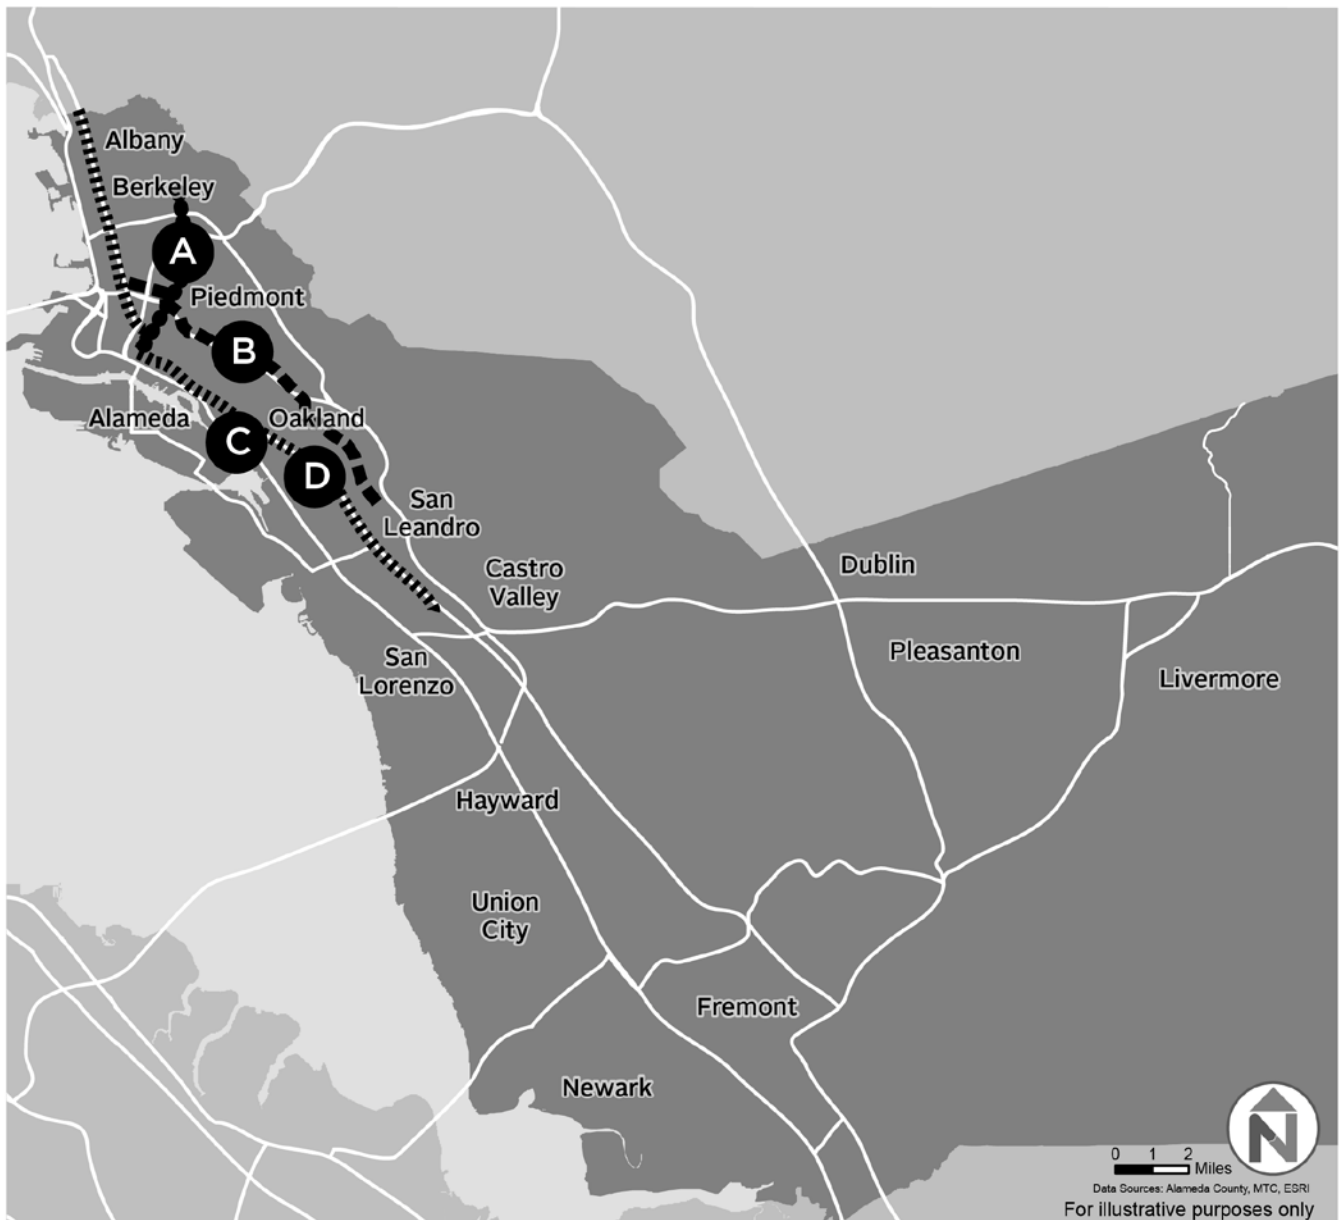 Albany
Berkeley
A
Piedmont
B
Alameda
Oakland
C
D
San
Leandro
Castro
Valley
Dublin
San
Lorenzo
Pleasanton
Livermore
Hayward
Union
City
Fremont
Newark
N
0 1 2
Miles
Data Sources: Alameda County, MTC, ESRI
For illustrative purposes only